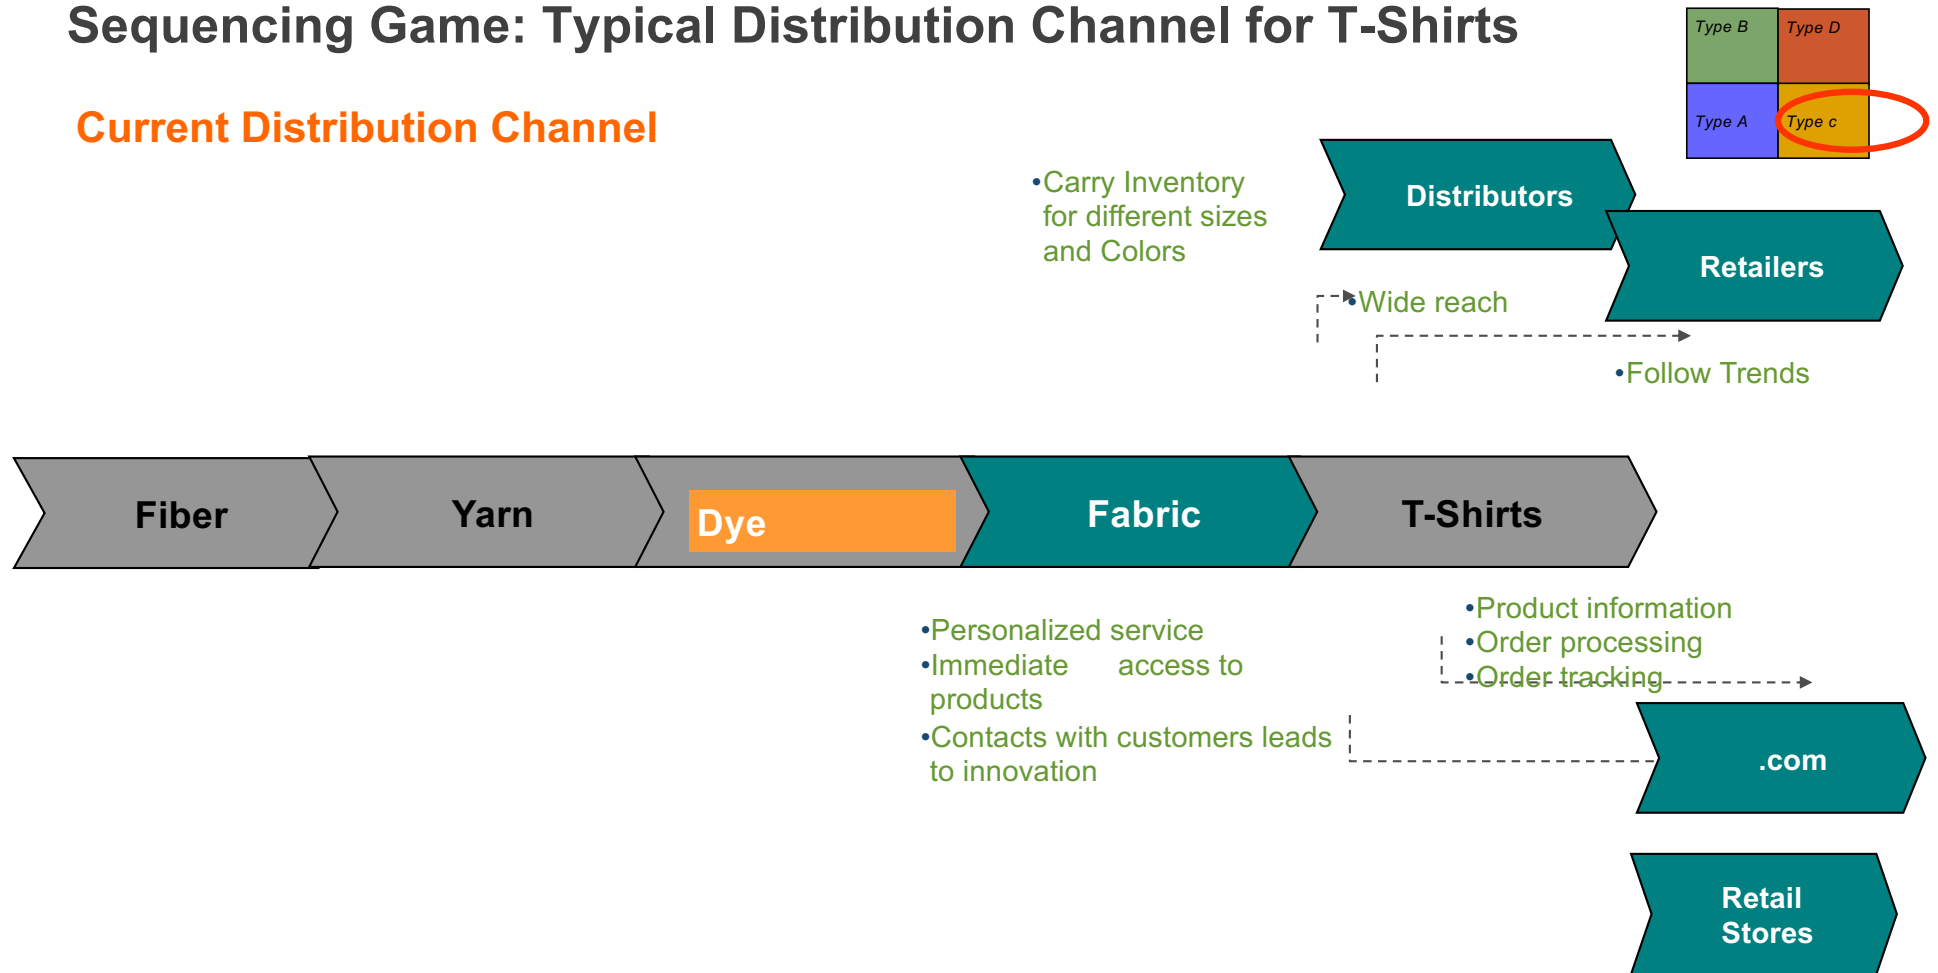 Sequencing Game: Typical Distribution Channel for T-Shirts
Type B
Type D
Type A
Type c
Current Distribution Channel
•Carry Inventory
for different sizes
and Colors
Distributors
Retailers
•Wide reach
•Follow Trends
Fiber
Yarn
Dye
Fabric
T-Shirts
•Personalized service
•Immediate access to
products
•Contacts with customers leads
to innovation
•Product information
•Order processing
•Order tracking
.com
Retail
Stores